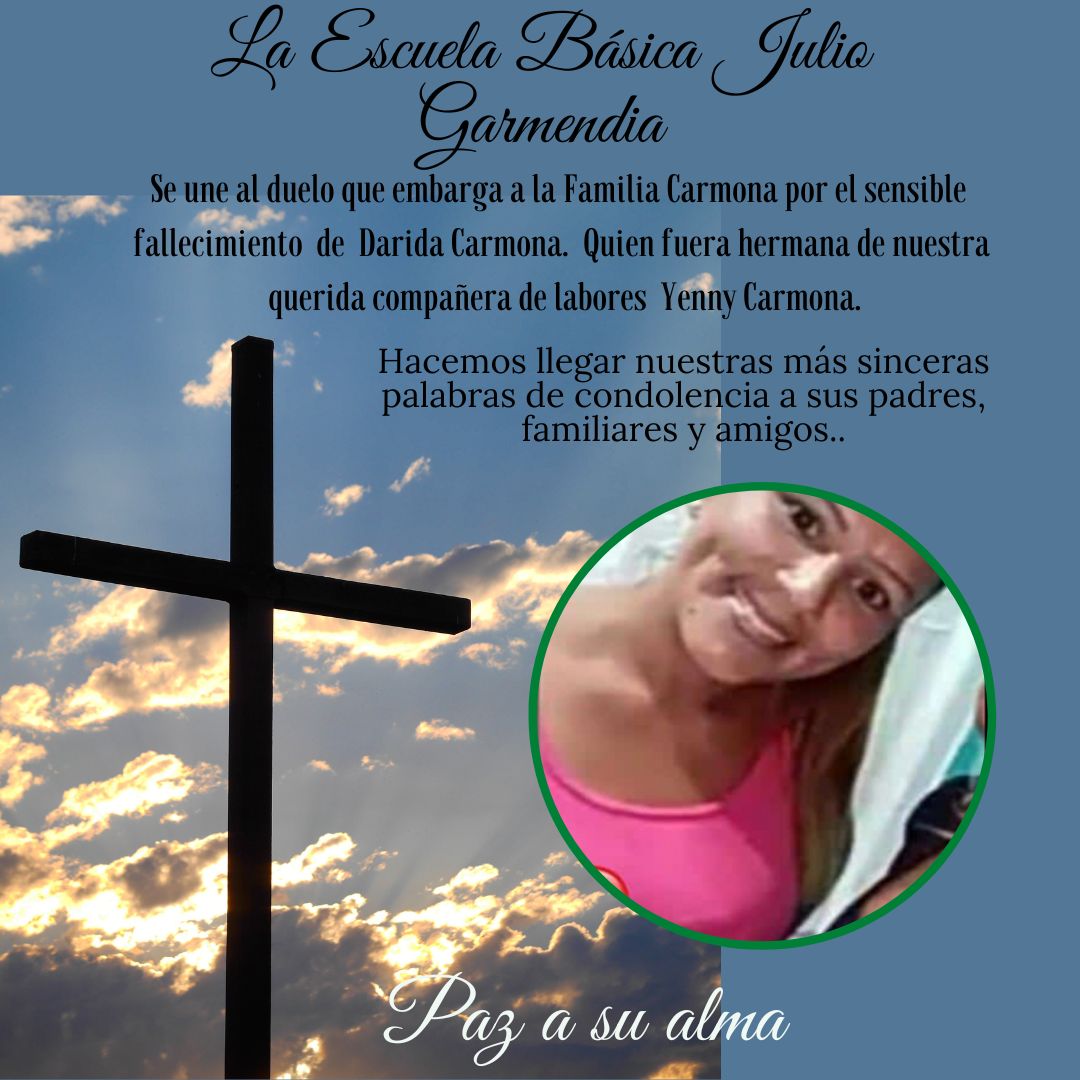 La Escuela Básica Julio
Garmendia
Se une al duelo que embarga a la Familia Carmona por el sensible
fallecimiento de Darida Carmona. Quien fuera hermana de nuestra
querida compañera de labores Yenny Carmona.
Hacemos llegar nuestras más sinceras
palabras de condolencia a sus padres,
familiares y amigos..
Paz a su alma